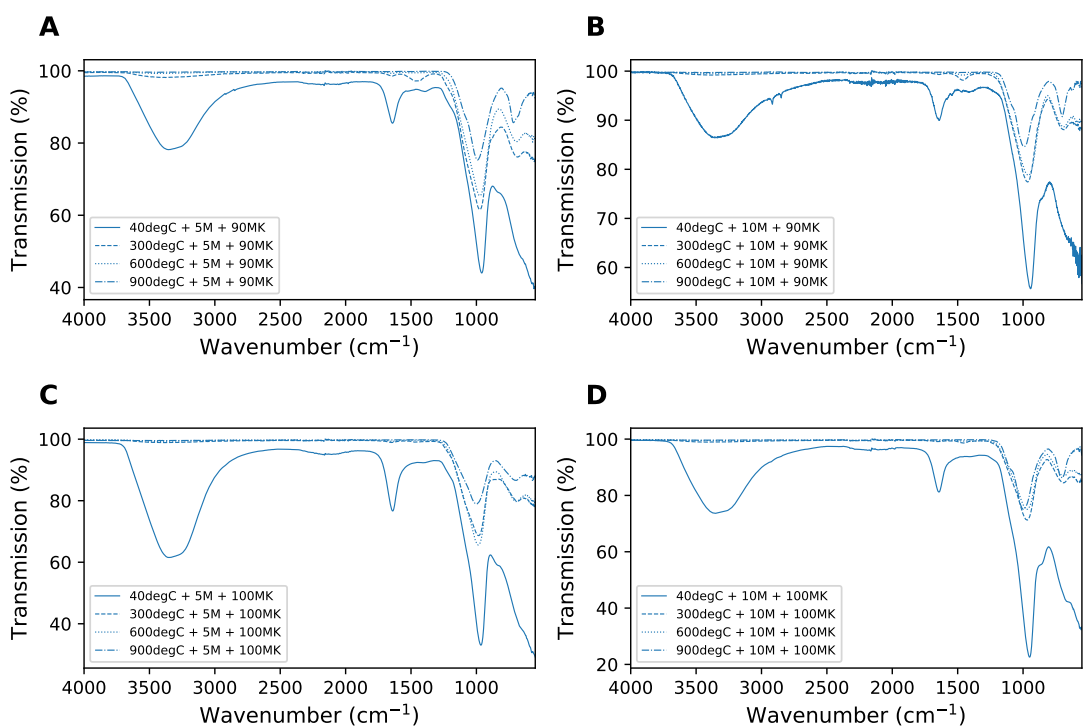 A
Transmission (%)
100
80
60
40
40degC + 5M + 90MK
300degC + 5M + 90MK
600degC + 5M + 90MK
900degC + 5M + 90MK
4000 3500 3000 2500 2000 1500 1000
Wavenumber (cm⁻¹)
B
Transmission (%)
100
90
80
70
60
40degC + 10M + 90MK
300degC + 10M + 90MK
600degC + 10M + 90MK
900degC + 10M + 90MK
4000 3500 3000 2500 2000 1500 1000
Wavenumber (cm⁻¹)
C
Transmission (%)
100
80
60
40
40degC + 5M + 100MK
300degC + 5M + 100MK
600degC + 5M + 100MK
900degC + 5M + 100MK
4000 3500 3000 2500 2000 1500 1000
Wavenumber (cm⁻¹)
D
Transmission (%)
100
80
60
40
20
40degC + 10M + 100MK
300degC + 10M + 100MK
600degC + 10M + 100MK
900degC + 10M + 100MK
4000 3500 3000 2500 2000 1500 1000
Wavenumber (cm⁻¹)